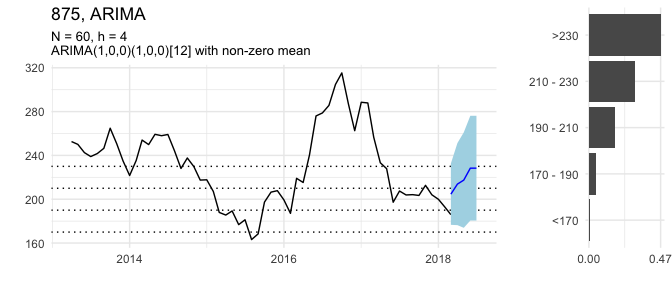 875, ARIMA
N = 60, h = 4
ARIMA(1,0,0)(1,0,0)[12] with non-zero mean
320
280
240
200
160
2014
2016
2018
>230
210 - 230
190 - 210
170 - 190
<170
0.00
0.47